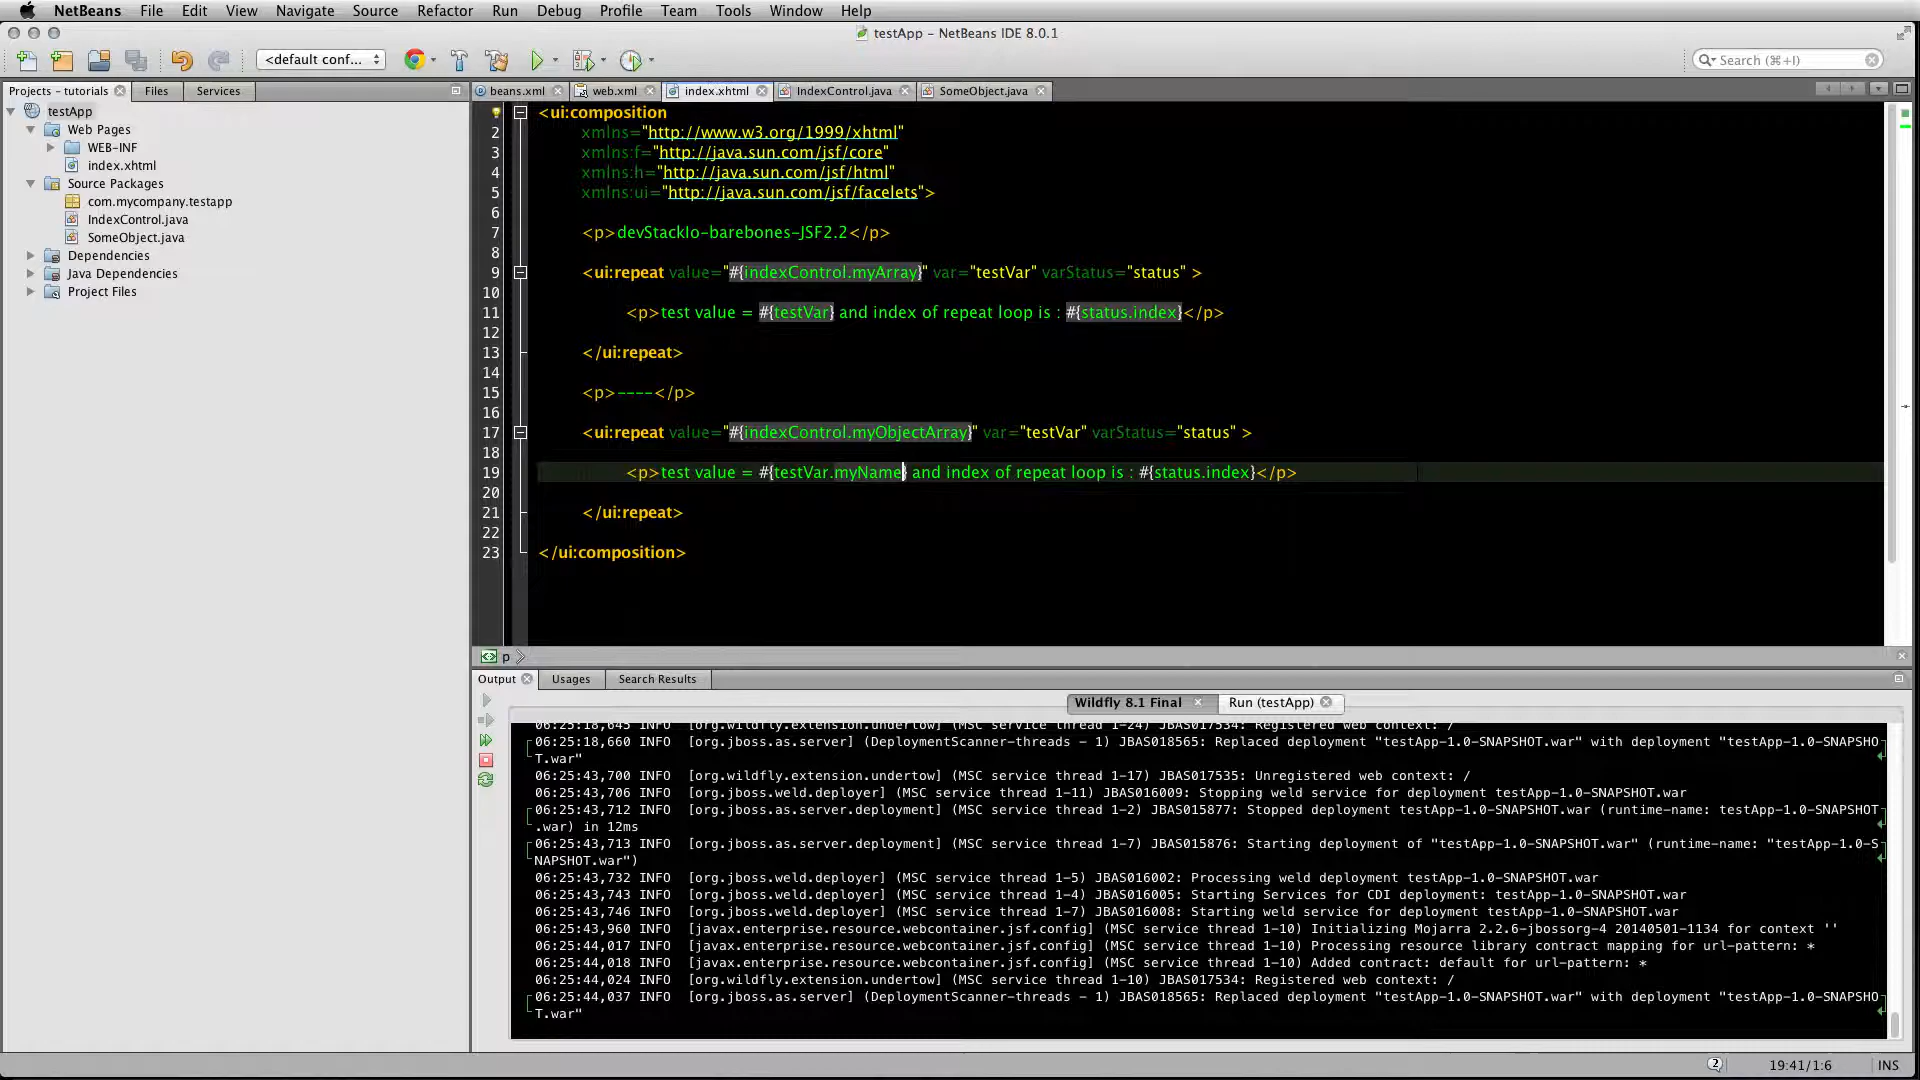 NetBeans File Edit View Navigate Source Refactor Run Debug Profile Team Tools Window Help
testApp – NetBeans IDE 8.0.1
<default conf...
Search (⌘+I)
Projects – tutorials Files Services
beans.xml web.xml index.xhtml IndexControl.java SomeObject.java
testApp
Web Pages
WEB-INF
index.xhtml
Source Packages
com.mycompany.testapp
IndexControl.java
SomeObject.java
Dependencies
Java Dependencies
Project Files
<ui:composition
2 xmlns="http://www.w3.org/1999/xhtml"
3 xmlns:f="http://java.sun.com/jsf/core"
4 xmlns:h="http://java.sun.com/jsf/html"
5 xmlns:ui="http://java.sun.com/jsf/facelets">
6
7 <p>devStackIo-barebones-JSF2.2</p>
8
9 <ui:repeat value="#{indexControl.myArray}" var="testVar" varStatus="status" >
10
11 <p>test value = #{testVar} and index of repeat loop is : #{status.index}</p>
12
13 </ui:repeat>
14
15 <p>----</p>
16
17 <ui:repeat value="#{indexControl.myObjectArray}" var="testVar" varStatus="status" >
18
19 <p>test value = #{testVar.myName} and index of repeat loop is : #{status.index}</p>
20
21 </ui:repeat>
22
23 </ui:composition>
p
Output Usages Search Results
Wildfly 8.1 Final Run (testApp)
06:25:18,645 INFO [org.wildfly.extension.undertow] (MSC service thread 1-24) JBAS017534: Registered web context: /
06:25:18,660 INFO [org.jboss.as.server] (DeploymentScanner-threads - 1) JBAS018565: Replaced deployment "testApp-1.0-SNAPSHOT.war" with deployment "testApp-1.0-SNAPSHO
T.war"
06:25:43,700 INFO [org.wildfly.extension.undertow] (MSC service thread 1-17) JBAS017535: Unregistered web context: /
06:25:43,706 INFO [org.jboss.weld.deployer] (MSC service thread 1-11) JBAS016009: Stopping weld service for deployment testApp-1.0-SNAPSHOT.war
06:25:43,712 INFO [org.jboss.as.server.deployment] (MSC service thread 1-2) JBAS015877: Stopped deployment testApp-1.0-SNAPSHOT.war (runtime-name: testApp-1.0-SNAPSHOT
.war) in 12ms
06:25:43,713 INFO [org.jboss.as.server.deployment] (MSC service thread 1-7) JBAS015876: Starting deployment of "testApp-1.0-SNAPSHOT.war" (runtime-name: "testApp-1.0-S
NAPSHOT.war")
06:25:43,732 INFO [org.jboss.weld.deployer] (MSC service thread 1-5) JBAS016002: Processing weld deployment testApp-1.0-SNAPSHOT.war
06:25:43,743 INFO [org.jboss.weld.deployer] (MSC service thread 1-4) JBAS016005: Starting Services for CDI deployment: testApp-1.0-SNAPSHOT.war
06:25:43,746 INFO [org.jboss.weld.deployer] (MSC service thread 1-7) JBAS016008: Starting weld service for deployment testApp-1.0-SNAPSHOT.war
06:25:43,960 INFO [javax.enterprise.resource.webcontainer.jsf.config] (MSC service thread 1-10) Initializing Mojarra 2.2.6-jbossorg-4 20140501-1134 for context ''
06:25:44,017 INFO [javax.enterprise.resource.webcontainer.jsf.config] (MSC service thread 1-10) Processing resource library contract mapping for url-pattern: *
06:25:44,018 INFO [javax.enterprise.resource.webcontainer.jsf.config] (MSC service thread 1-10) Added contract: default for url-pattern: *
06:25:44,024 INFO [org.wildfly.extension.undertow] (MSC service thread 1-10) JBAS017534: Registered web context: /
06:25:44,037 INFO [org.jboss.as.server] (DeploymentScanner-threads - 1) JBAS018565: Replaced deployment "testApp-1.0-SNAPSHOT.war" with deployment "testApp-1.0-SNAPSHO
T.war"
2 19:41/1:6 INS